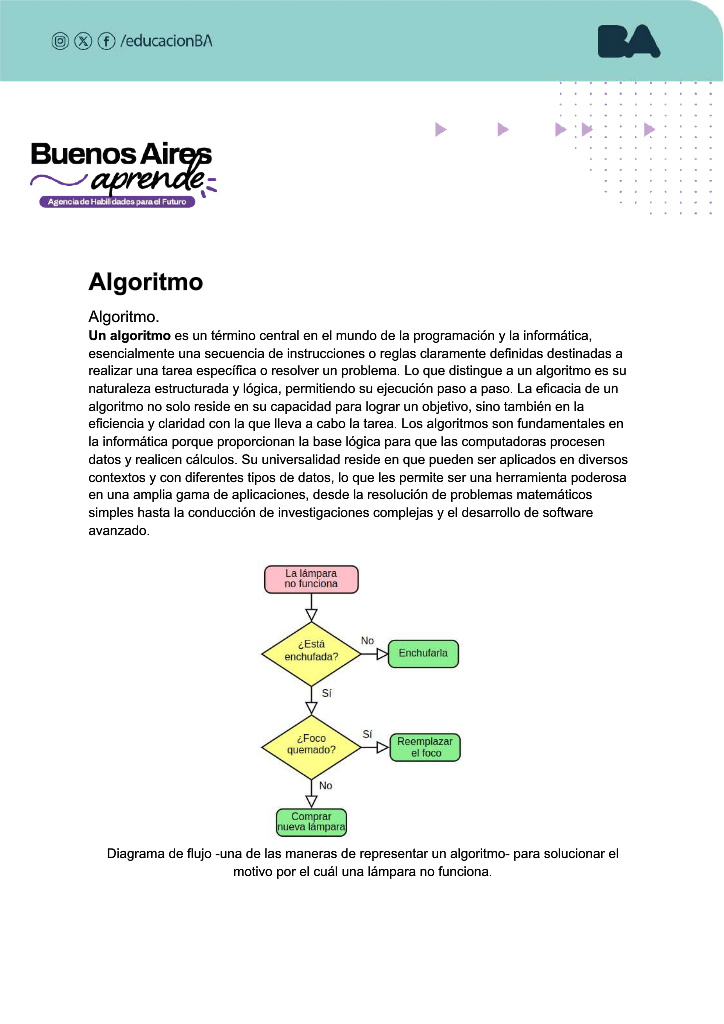 /educacionBA
BA
Buenos Aires
aprende
Agencia de Habilidades para el Futuro
Algoritmo
Algoritmo.
Un algoritmo es un término central en el mundo de la programación y la informática,
esencialmente una secuencia de instrucciones o reglas claramente definidas destinadas a
realizar una tarea específica o resolver un problema. Lo que distingue a un algoritmo es su
naturaleza estructurada y lógica, permitiendo su ejecución paso a paso. La eficacia de un
algoritmo no solo reside en su capacidad para lograr un objetivo, sino también en la
eficiencia y claridad con la que lleva a cabo la tarea. Los algoritmos son fundamentales en
la informática porque proporcionan la base lógica para que las computadoras procesen
datos y realicen cálculos. Su universalidad reside en que pueden ser aplicados en diversos
contextos y con diferentes tipos de datos, lo que les permite ser una herramienta poderosa
en una amplia gama de aplicaciones, desde la resolución de problemas matemáticos
simples hasta la conducción de investigaciones complejas y el desarrollo de software
avanzado.
La lámpara
no funciona
¿Está
enchufada?
No
Enchufarla
Sí
¿Foco
quemado?
Sí
Reemplazar
el foco
No
Comprar
nueva lámpara
Diagrama de flujo -una de las maneras de representar un algoritmo- para solucionar el
motivo por el cuál una lámpara no funciona.